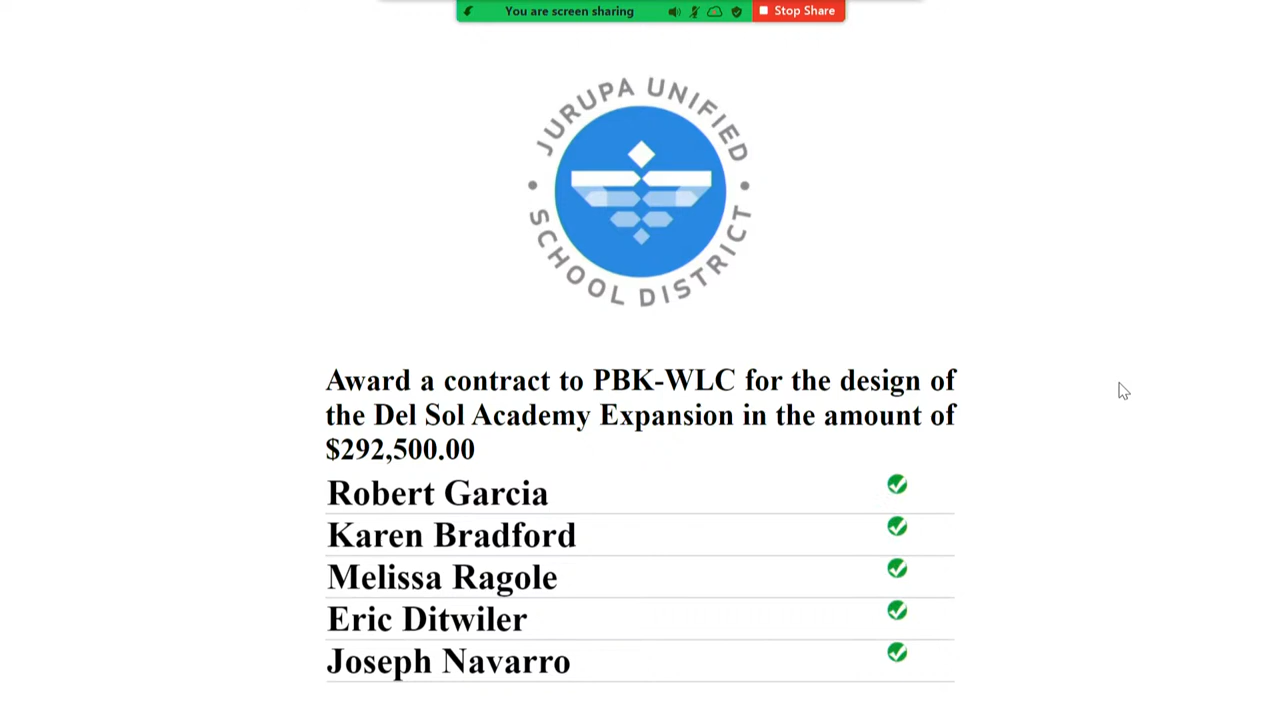 You are screen sharing
Stop Share
JURUPA UNIFIED
SCHOOL DISTRICT
Award a contract to PBK-WLC for the design of
the Del Sol Academy Expansion in the amount of
$292,500.00
Robert Garcia
Karen Bradford
Melissa Ragole
Eric Ditwiler
Joseph Navarro